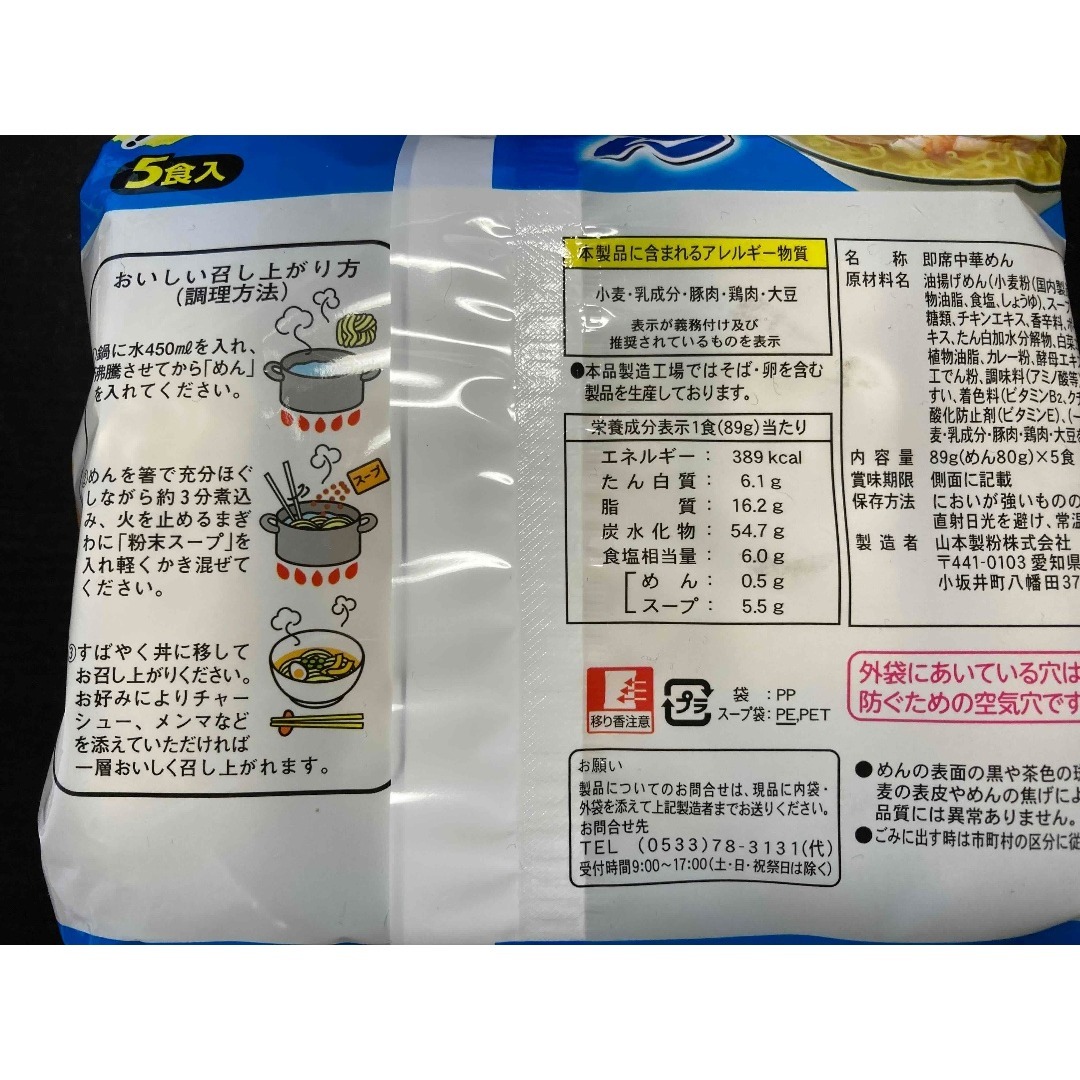 5食入
おいしい召し上がり方
(調理方法)
鍋に水450mlを入れ、
沸騰させてから「めん」
を入れてください。
めんを箸で充分ほぐ
しながら約3分煮込
み、火を止めるまぎ
わに「粉末スープ」を
入れ軽くかき混ぜて
ください。
スープ
③すばやく丼に移して
お召し上がりください。
お好みによりチャー
シュー、メンマなど
を添えていただければ
一層おいしく召し上がれます。
本製品に含まれるアレルギー物質
小麦・乳成分・豚肉・鶏肉・大豆
表示が義務付け及び
推奨されているものを表示
●本品製造工場ではそば・卵を含む
製品を生産しております。
栄養成分表示1食(89g)当たり
エネルギー: 389kcal
たん白質: 6.1g
脂質: 16.2g
炭水化物: 54.7g
食塩相当量: 6.0g
めん: 0.5g
スープ: 5.5g
移り香注意
プラ
袋:PP
スープ袋:PE,PET
お願い
製品についてのお問合せは、現品に内袋・
外袋を添えて上記製造者までお送りください。
お問合せ先
TEL (0533)78-3131(代)
受付時間9:00~17:00(土・日・祝祭日は除く)
名称 即席中華めん
原材料名 油揚げめん(小麦粉(国内製
物油脂、食塩、しょうゆ)、スープ
糖類、チキンエキス、香辛料、
キス、たん白加水分解物、白菜
植物油脂、カレー粉、酵母エキ
工でん粉、調味料(アミノ酸等
すい、着色料(ビタミンB2、クチ
酸化防止剤(ビタミンE)、(一
麦・乳成分・豚肉・鶏肉・大豆を
内容量 89g(めん80g)×5食
賞味期限 側面に記載
保存方法 においが強いものの
直射日光を避け、常温
製造者 山本製粉株式会社
〒441-0103 愛知県
小坂井町八幡田37
外袋にあいている穴は
防ぐための空気穴です
●めんの表面の黒や茶色の
麦の表皮やめんの焦げによ
品質には異常ありません。
●ごみに出す時は市町村の区分に従